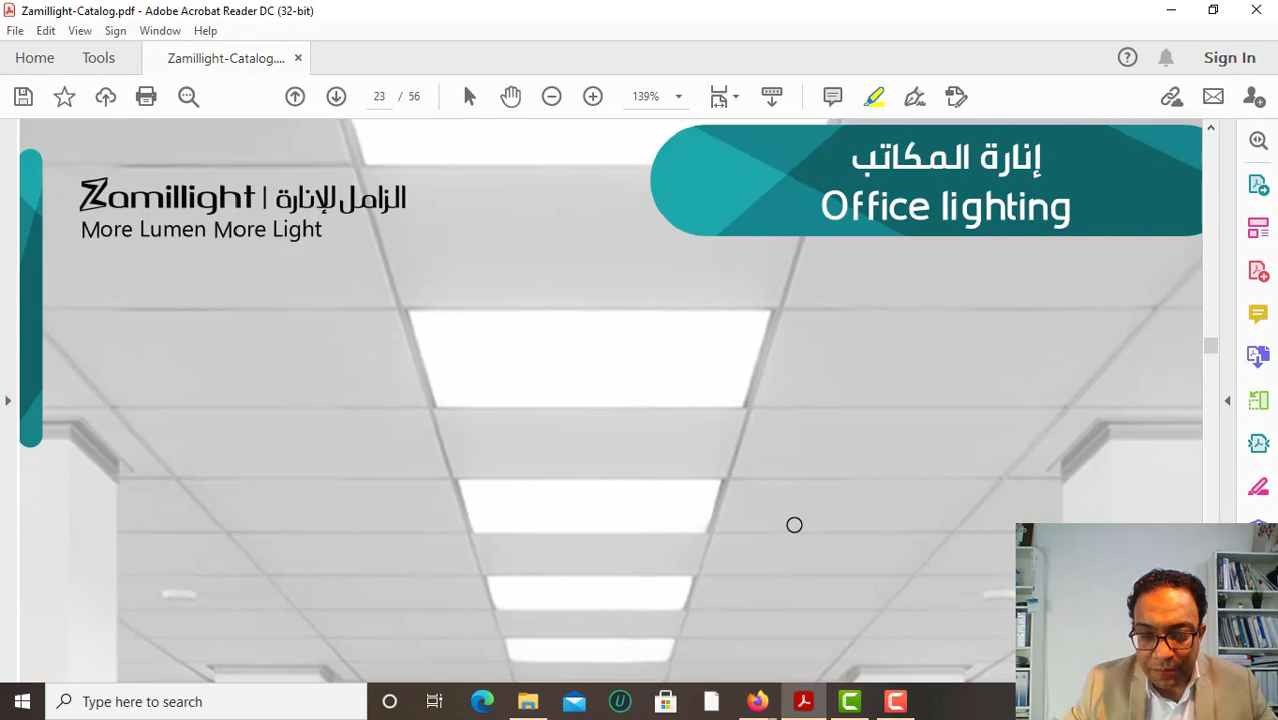 Zamillight-Catalog.pdf - Adobe Acrobat Reader DC (32-bit)
File Edit View Sign Window Help
Home Tools Zamillight-Catalog.... × Sign In
23 / 56 139%
إنارة المكاتب
Office lighting
Zamillight | الزامل للإنارة
More Lumen More Light
Type here to search